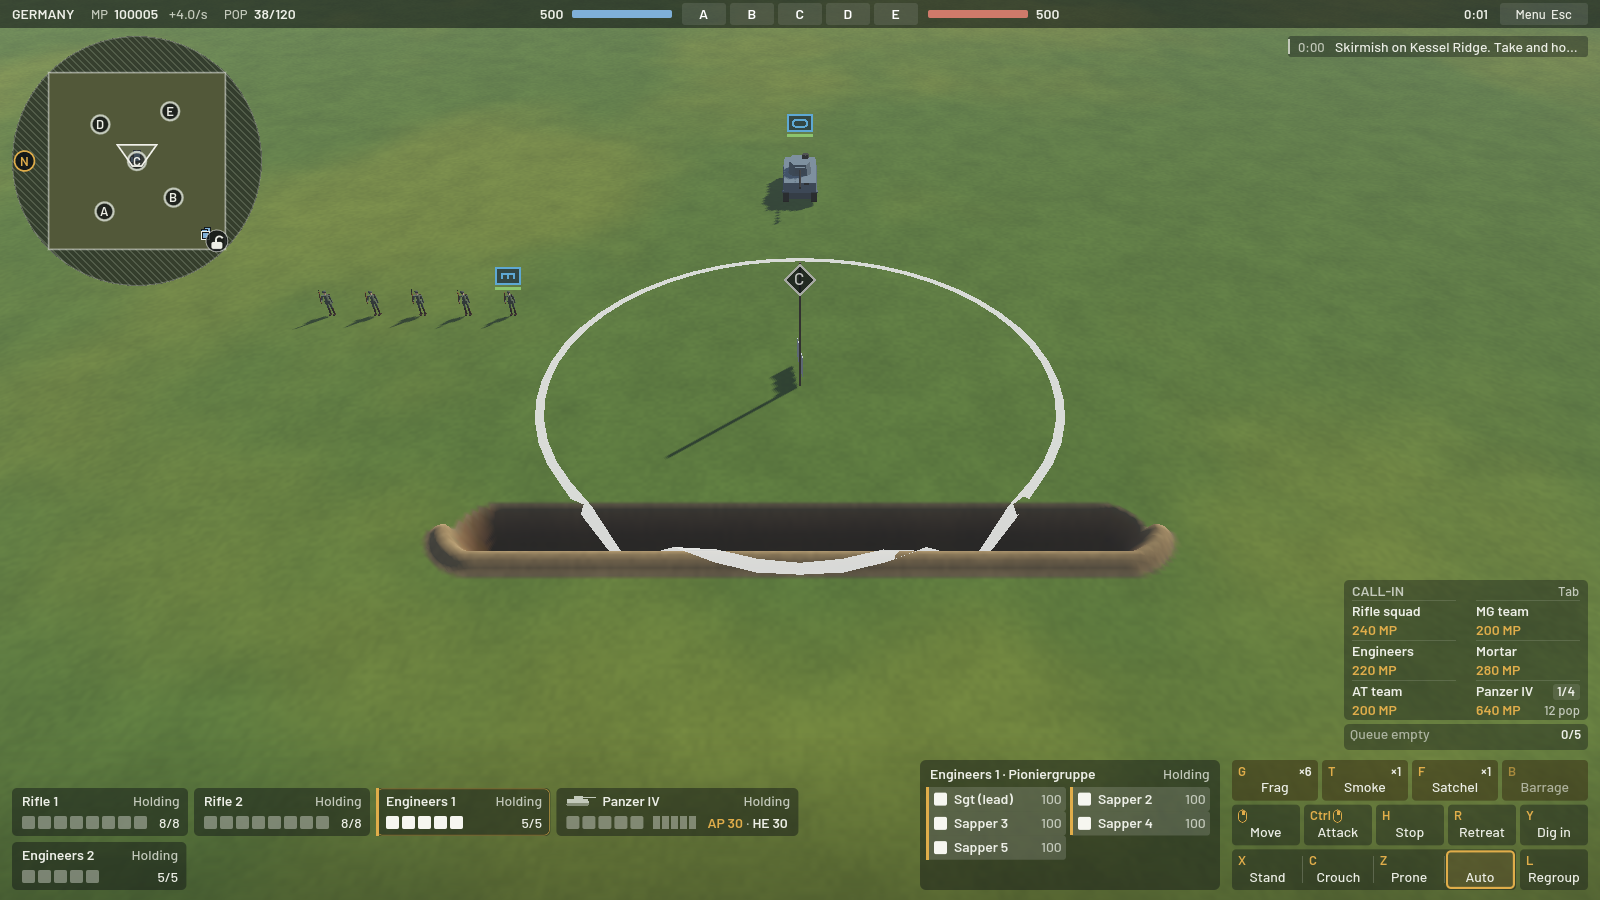 GERMANY MP 100005 +4.0/s POP 38/120
500 A B C D E 500
0:01 Menu Esc
0:00 Skirmish on Kessel Ridge. Take and ho...
E
D
N
C
B
A
C
CALL-IN Tab
Rifle squad MG team
240 MP 200 MP
Engineers Mortar
220 MP 280 MP
AT team Panzer IV 1/4
200 MP 640 MP 12 pop
Queue empty 0/5
Rifle 1 Holding
8/8
Rifle 2 Holding
8/8
Engineers 1 Holding
5/5
Panzer IV Holding
AP 30 · HE 30
Engineers 2 Holding
5/5
Engineers 1 · Pioniergruppe Holding
Sgt (lead) 100 Sapper 2 100
Sapper 3 100 Sapper 4 100
Sapper 5 100
G ×6 T ×1 F ×1 B
Frag Smoke Satchel Barrage
Ctrl H R Y
Move Attack Stop Retreat Dig in
X C Z L
Stand Crouch Prone Auto Regroup